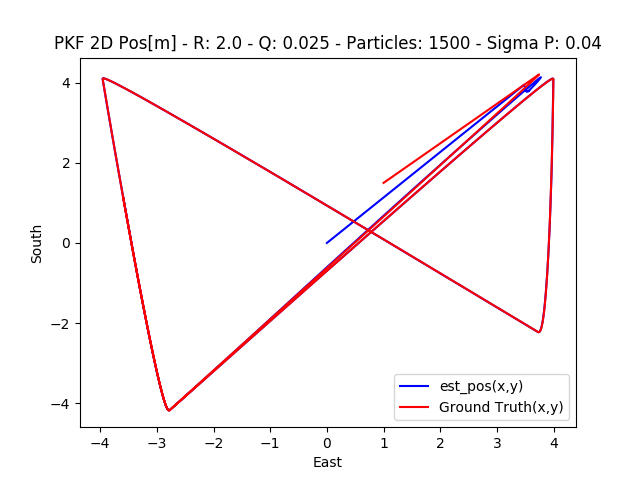 PKF 2D Pos[m] - R: 2.0 - Q: 0.025 - Particles: 1500 - Sigma P: 0.04
4
2
0
−2
−4
South
−4
−3
−2
−1
0
1
2
3
4
East
est_pos(x,y)
Ground Truth(x,y)